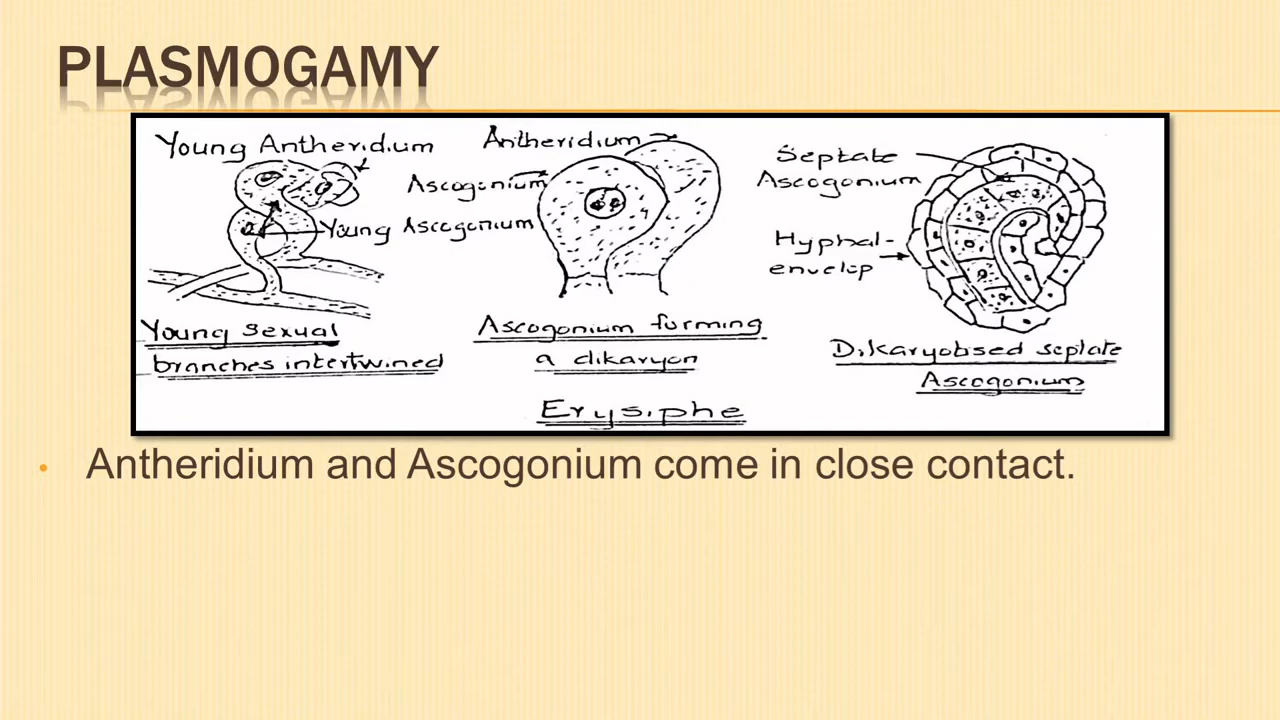 PLASMOGAMY
Young Antheridium
Young Ascogonium
Young sexual
branches intertwined
Antheridium
Ascogonium
Ascogonium forming
a dikaryon
Septate
Ascogonium
Hyphal-
envelop
Dikaryobsed septate
Ascogonium
Erysiphe
• Antheridium and Ascogonium come in close contact.